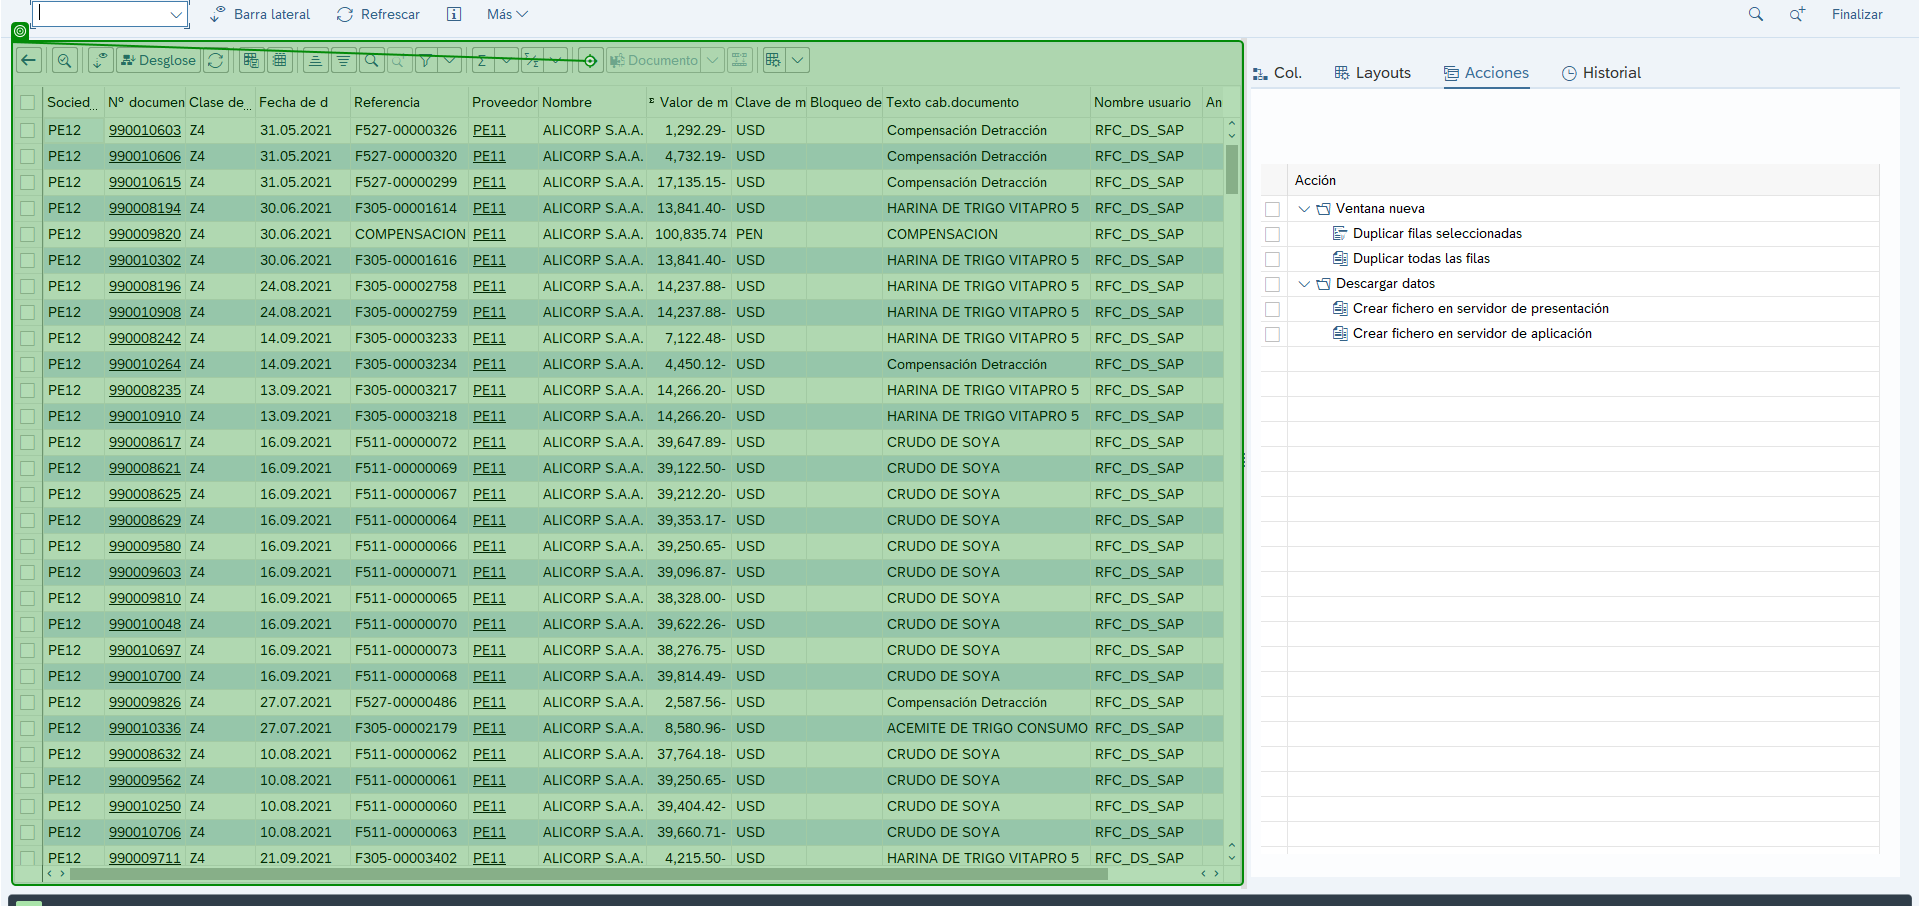 Barra lateral Refrescar Más Finalizar
Desglose Documento
Col. Layouts Acciones Historial
Socied... Nº documen Clase de... Fecha de d Referencia Proveedor Nombre Valor de m Clave de m Bloqueo de Texto cab.documento Nombre usuario An
PE12 990010603 Z4 31.05.2021 F527-00000326 PE11 ALICORP S.A.A. 1,292.29- USD Compensación Detracción RFC_DS_SAP
PE12 990010606 Z4 31.05.2021 F527-00000320 PE11 ALICORP S.A.A. 4,732.19- USD Compensación Detracción RFC_DS_SAP
PE12 990010615 Z4 31.05.2021 F527-00000299 PE11 ALICORP S.A.A. 17,135.15- USD Compensación Detracción RFC_DS_SAP
PE12 990008194 Z4 30.06.2021 F305-00001614 PE11 ALICORP S.A.A. 13,841.40- USD HARINA DE TRIGO VITAPRO 5 RFC_DS_SAP
PE12 990009820 Z4 30.06.2021 COMPENSACION PE11 ALICORP S.A.A. 100,835.74 PEN COMPENSACION RFC_DS_SAP
PE12 990010302 Z4 30.06.2021 F305-00001616 PE11 ALICORP S.A.A. 13,841.40- USD HARINA DE TRIGO VITAPRO 5 RFC_DS_SAP
PE12 990008196 Z4 24.08.2021 F305-00002758 PE11 ALICORP S.A.A. 14,237.88- USD HARINA DE TRIGO VITAPRO 5 RFC_DS_SAP
PE12 990010908 Z4 24.08.2021 F305-00002759 PE11 ALICORP S.A.A. 14,237.88- USD HARINA DE TRIGO VITAPRO 5 RFC_DS_SAP
PE12 990008242 Z4 14.09.2021 F305-00003233 PE11 ALICORP S.A.A. 7,122.48- USD HARINA DE TRIGO VITAPRO 5 RFC_DS_SAP
PE12 990010264 Z4 14.09.2021 F305-00003234 PE11 ALICORP S.A.A. 4,450.12- USD Compensación Detracción RFC_DS_SAP
PE12 990008235 Z4 13.09.2021 F305-00003217 PE11 ALICORP S.A.A. 14,266.20- USD HARINA DE TRIGO VITAPRO 5 RFC_DS_SAP
PE12 990010910 Z4 13.09.2021 F305-00003218 PE11 ALICORP S.A.A. 14,266.20- USD HARINA DE TRIGO VITAPRO 5 RFC_DS_SAP
PE12 990008617 Z4 16.09.2021 F511-00000072 PE11 ALICORP S.A.A. 39,647.89- USD CRUDO DE SOYA RFC_DS_SAP
PE12 990008621 Z4 16.09.2021 F511-00000069 PE11 ALICORP S.A.A. 39,122.50- USD CRUDO DE SOYA RFC_DS_SAP
PE12 990008625 Z4 16.09.2021 F511-00000067 PE11 ALICORP S.A.A. 39,212.20- USD CRUDO DE SOYA RFC_DS_SAP
PE12 990008629 Z4 16.09.2021 F511-00000064 PE11 ALICORP S.A.A. 39,353.17- USD CRUDO DE SOYA RFC_DS_SAP
PE12 990009580 Z4 16.09.2021 F511-00000066 PE11 ALICORP S.A.A. 39,250.65- USD CRUDO DE SOYA RFC_DS_SAP
PE12 990009603 Z4 16.09.2021 F511-00000071 PE11 ALICORP S.A.A. 39,096.87- USD CRUDO DE SOYA RFC_DS_SAP
PE12 990009810 Z4 16.09.2021 F511-00000065 PE11 ALICORP S.A.A. 38,328.00- USD CRUDO DE SOYA RFC_DS_SAP
PE12 990010048 Z4 16.09.2021 F511-00000070 PE11 ALICORP S.A.A. 39,622.26- USD CRUDO DE SOYA RFC_DS_SAP
PE12 990010697 Z4 16.09.2021 F511-00000073 PE11 ALICORP S.A.A. 38,276.75- USD CRUDO DE SOYA RFC_DS_SAP
PE12 990010700 Z4 16.09.2021 F511-00000068 PE11 ALICORP S.A.A. 39,814.49- USD CRUDO DE SOYA RFC_DS_SAP
PE12 990009826 Z4 27.07.2021 F527-00000486 PE11 ALICORP S.A.A. 2,587.56- USD Compensación Detracción RFC_DS_SAP
PE12 990010336 Z4 27.07.2021 F305-00002179 PE11 ALICORP S.A.A. 8,580.96- USD ACEMITE DE TRIGO CONSUMO RFC_DS_SAP
PE12 990008632 Z4 10.08.2021 F511-00000062 PE11 ALICORP S.A.A. 37,764.18- USD CRUDO DE SOYA RFC_DS_SAP
PE12 990009562 Z4 10.08.2021 F511-00000061 PE11 ALICORP S.A.A. 39,250.65- USD CRUDO DE SOYA RFC_DS_SAP
PE12 990010250 Z4 10.08.2021 F511-00000060 PE11 ALICORP S.A.A. 39,404.42- USD CRUDO DE SOYA RFC_DS_SAP
PE12 990010706 Z4 10.08.2021 F511-00000063 PE11 ALICORP S.A.A. 39,660.71- USD CRUDO DE SOYA RFC_DS_SAP
PE12 990009711 Z4 21.09.2021 F305-00003402 PE11 ALICORP S.A.A. 4,215.50- USD HARINA DE TRIGO VITAPRO 5 RFC_DS_SAP
Acción
Ventana nueva
Duplicar filas seleccionadas
Duplicar todas las filas
Descargar datos
Crear fichero en servidor de presentación
Crear fichero en servidor de aplicación